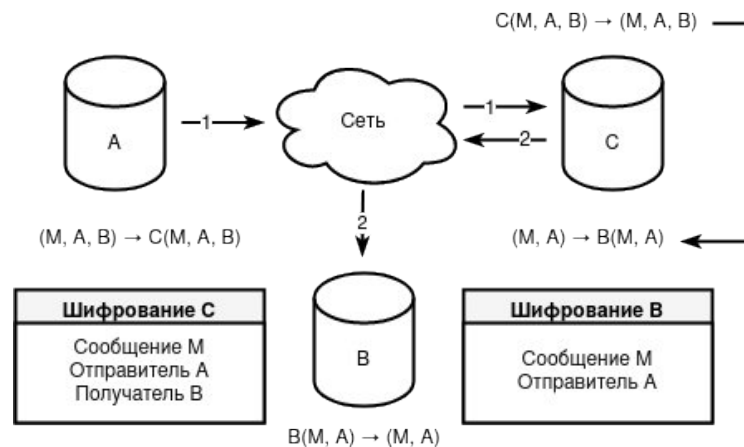 C(M, A, B) → (M, A, B)
A
1
Сеть
1
2
C
(M, A, B) → C(M, A, B)
2
(M, A) → B(M, A)
Шифрование C
Сообщение M
Отправитель A
Получатель B
B
Шифрование B
Сообщение M
Отправитель A
B(M, A) → (M, A)